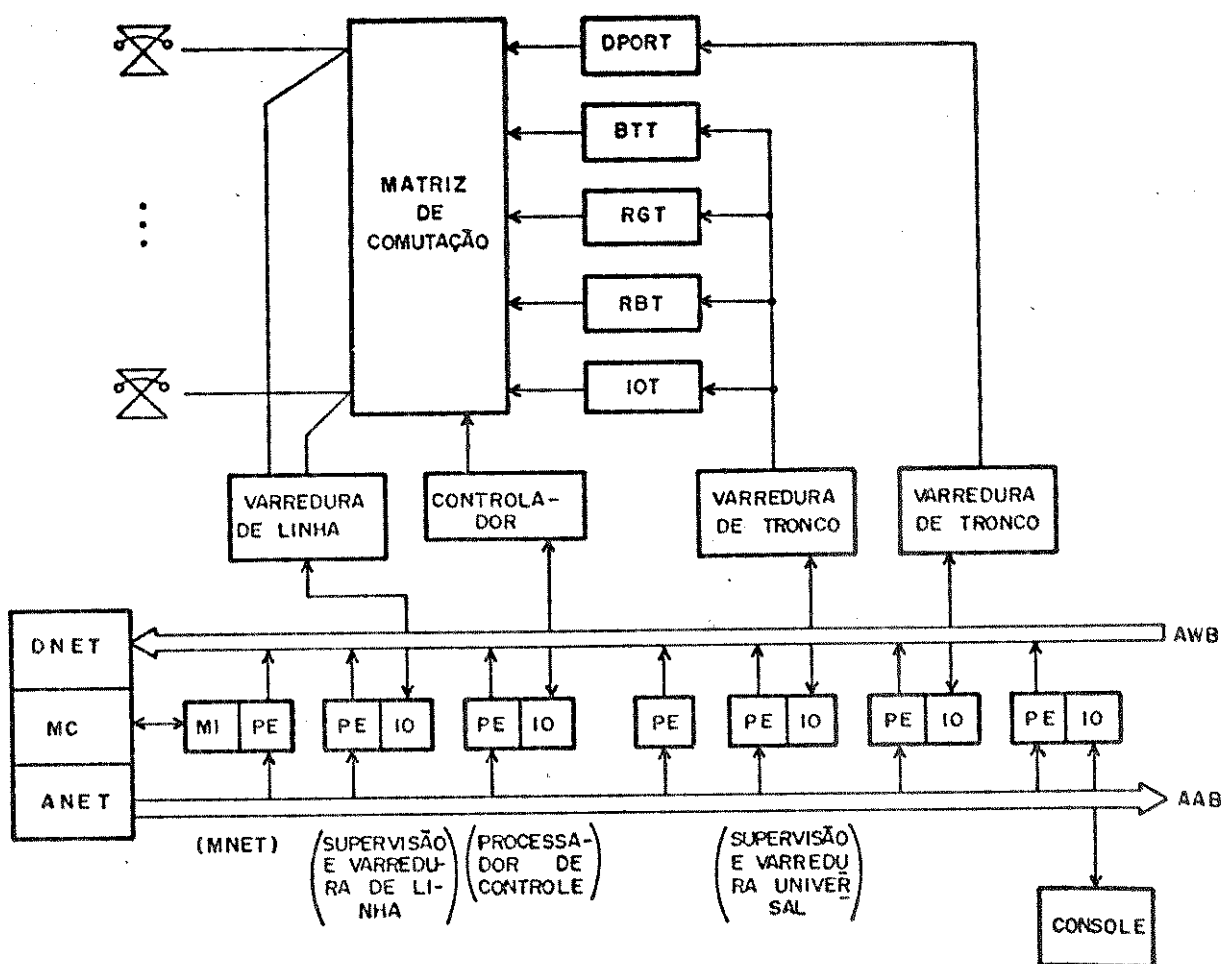 DPORT
BTT
MATRIZ
DE
COMUTAÇÃO
RGT
RBT
IOT
VARREDURA
DE LINHA
CONTROLA-
DOR
VARREDURA
DE TRONCO
VARREDURA
DE TRONCO
DNET
AWB
MC
MI PE
PE IO
PE IO
PE
PE IO
PE IO
PE IO
ANET
AAB
(MNET)
(SUPERVISÃO
E VARREDU-
RA DE LI-
NHA)
(PROCESSA-
DOR DE
CONTROLE)
(SUPERVISÃO
E VARREDU
RA UNIVER
SAL)
CONSOLE